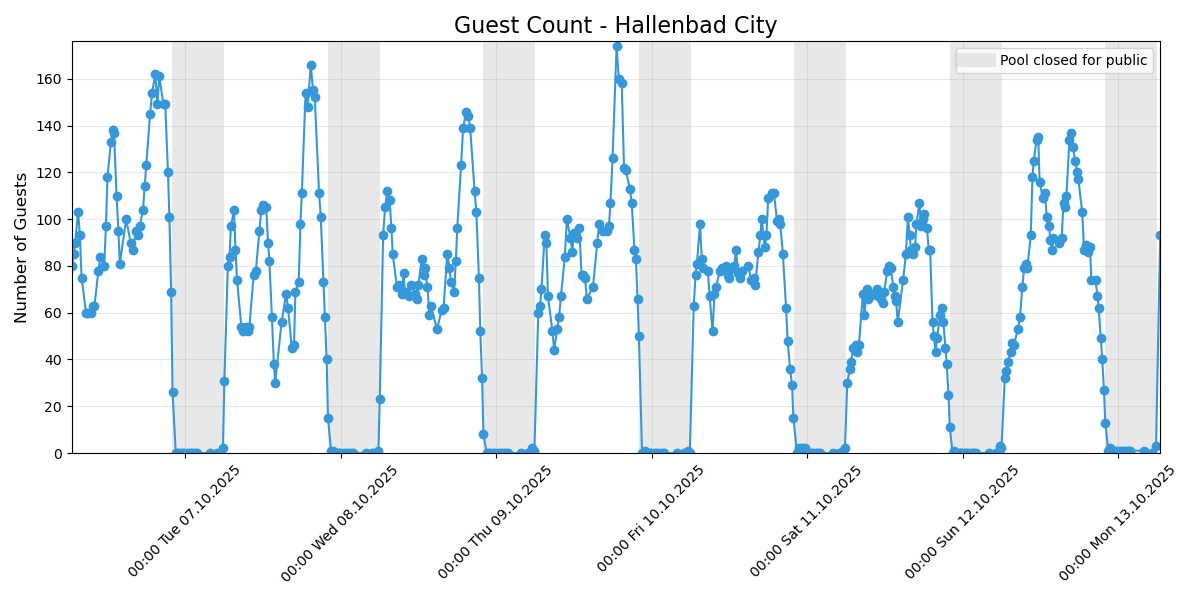 Guest Count - Hallenbad City
Pool closed for public
Number of Guests
160
140
120
100
80
60
40
20
0
00:00 Tue 07.10.2025
00:00 Wed 08.10.2025
00:00 Thu 09.10.2025
00:00 Fri 10.10.2025
00:00 Sat 11.10.2025
00:00 Sun 12.10.2025
00:00 Mon 13.10.2025